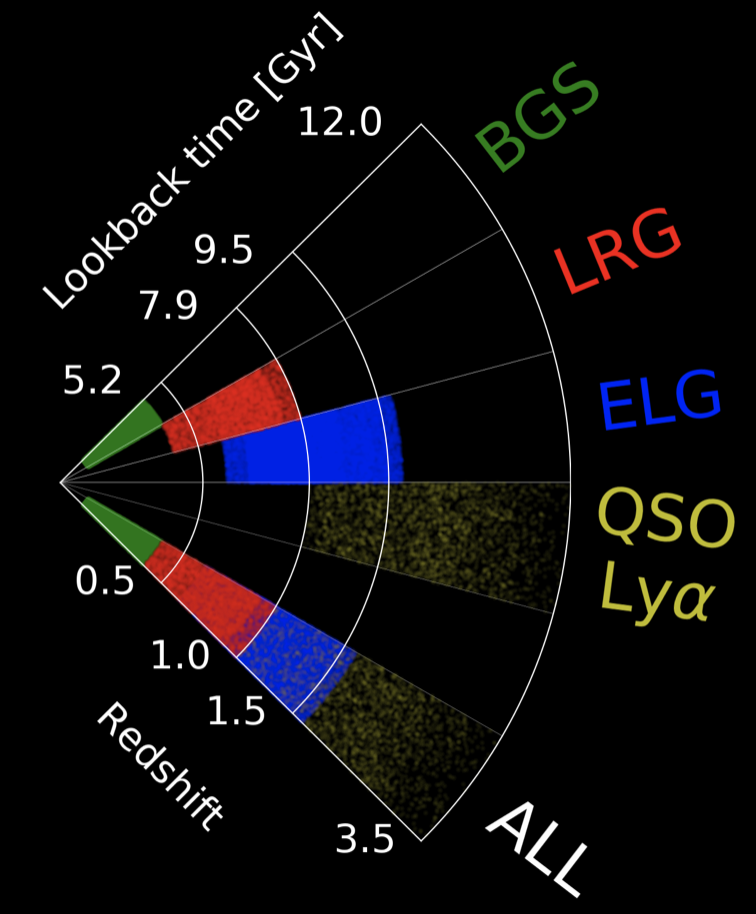 Lookback time [Gyr]
12.0
9.5
7.9
5.2
BGS
LRG
ELG
QSO
Lyα
ALL
0.5
1.0
1.5
3.5
Redshift